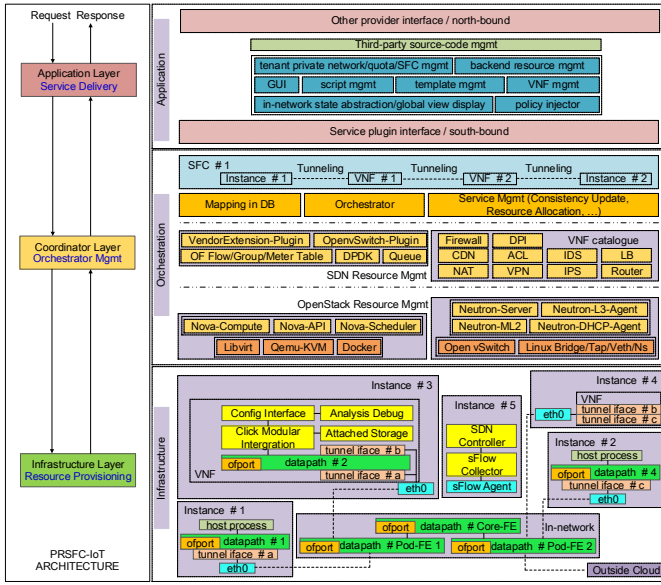 Request Response
Application Layer
Service Delivery
Coordinator Layer
Orchestrator Mgmt
Infrastructure Layer
Resource Provisioning
PRSFC-IoT
ARCHITECTURE
Application
Other provider interface / north-bound
Third-party source-code mgmt
tenant private network/quota/SFC mgmt
backend resource mgmt
GUI
script mgmt
template mgmt
VNF mgmt
in-network state abstraction/global view display
policy injector
Service plugin interface / south-bound
Orchestration
SFC # 1
Tunneling
Tunneling
Tunneling
Instance # 1
VNF # 1
VNF # 2
Instance # 2
Mapping in DB
Orchestrator
Service Mgmt (Consistency Update,
Resource Allocation, ...)
VendorExtension-Plugin
OpenvSwitch-Plugin
OF Flow/Group/Meter Table
DPDK
Queue
Firewall
DPI
VNF catalogue
CDN
ACL
IDS
LB
NAT
VPN
IPS
Router
SDN Resource Mgmt
OpenStack Resource Mgmt
Nova-Compute
Nova-API
Nova-Scheduler
Libvirt
Qemu-KVM
Docker
Neutron-Server
Neutron-L3-Agent
Neutron-ML2
Neutron-DHCP-Agent
Open vSwitch
Linux Bridge/Tap/Veth/Ns
Infrastructure
Instance # 3
Config Interface
Analysis Debug
Click Modular
Intergration
Attached Storage
tunnel iface # b
ofport
datapath # 2
VNF
tunnel iface # a
eth0
Instance # 5
SDN
Controller
sFlow
Collector
sFlow Agent
Instance # 4
VNF
tunnel iface # b
eth0
tunnel iface # c
Instance # 2
host process
ofport
datapath # 4
tunnel iface # c
eth0
Instance # 1
host process
ofport
datapath # 1
tunnel iface # a
eth0
ofport
datapath # Core-FE
In-network
ofport
datapath # Pod-FE 1
ofport
datapath # Pod-FE 2
Outside Cloud